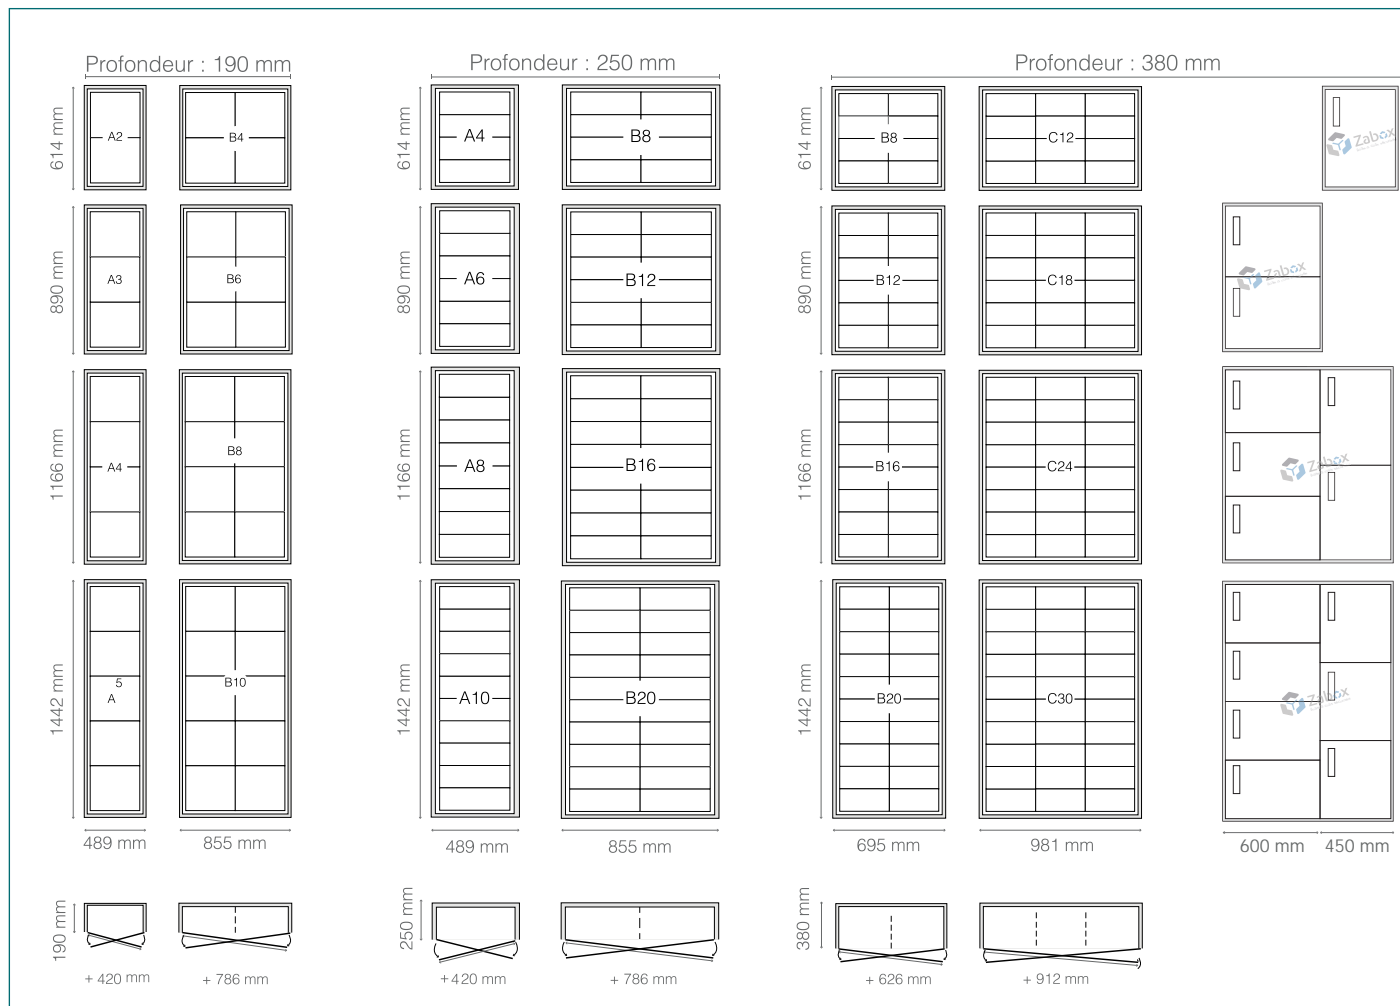 Profondeur : 190 mm
Profondeur : 250 mm
Profondeur : 380 mm
614 mm
A2
B4
614 mm
A4
B8
614 mm
B8
C12
Zabox
890 mm
A3
B6
890 mm
A6
B12
890 mm
B12
C18
Zabox
1166 mm
A4
B8
1166 mm
A8
B16
1166 mm
B16
C24
Zabox
1442 mm
5
A
B10
1442 mm
A10
B20
1442 mm
B20
C30
Zabox
489 mm
855 mm
489 mm
855 mm
695 mm
981 mm
600 mm
450 mm
190 mm
250 mm
380 mm
+ 420 mm
+ 786 mm
+420 mm
+ 786 mm
+ 626 mm
+ 912 mm